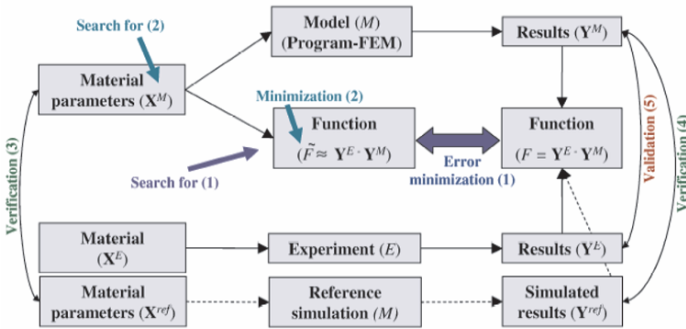 Search for (2)
Model (M)
(Program-FEM)
Results (Y^M)
Material
parameters (X^M)
Minimization (2)
Function
(F̃ ≈ Y^E - Y^M)
Function
(F = Y^E - Y^M)
Error
minimization (1)
Search for (1)
Verification (3)
Validation (5)
Verification (4)
Material
(X^E)
Experiment (E)
Results (Y^E)
Material
parameters (X^ref)
Reference
simulation (M)
Simulated
results (Y^ref)